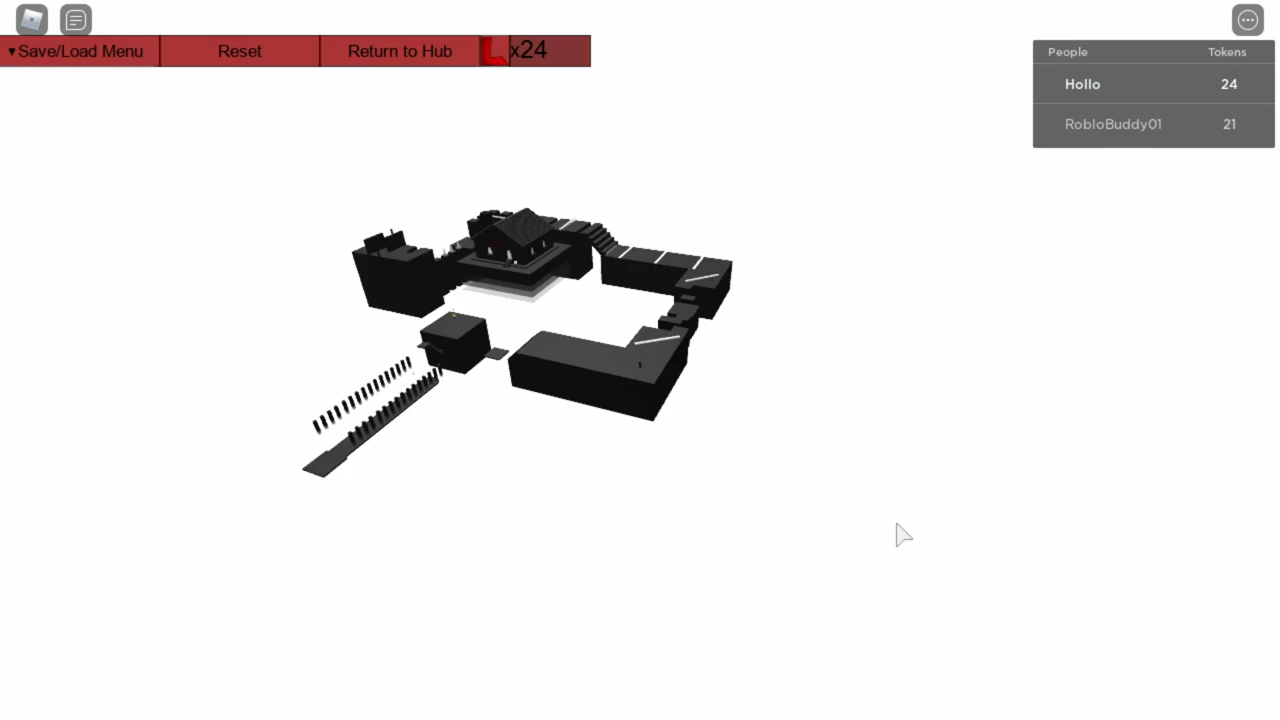 ▾Save/Load Menu Reset Return to Hub x24
People Tokens
Hollo 24
RobloBuddy01 21